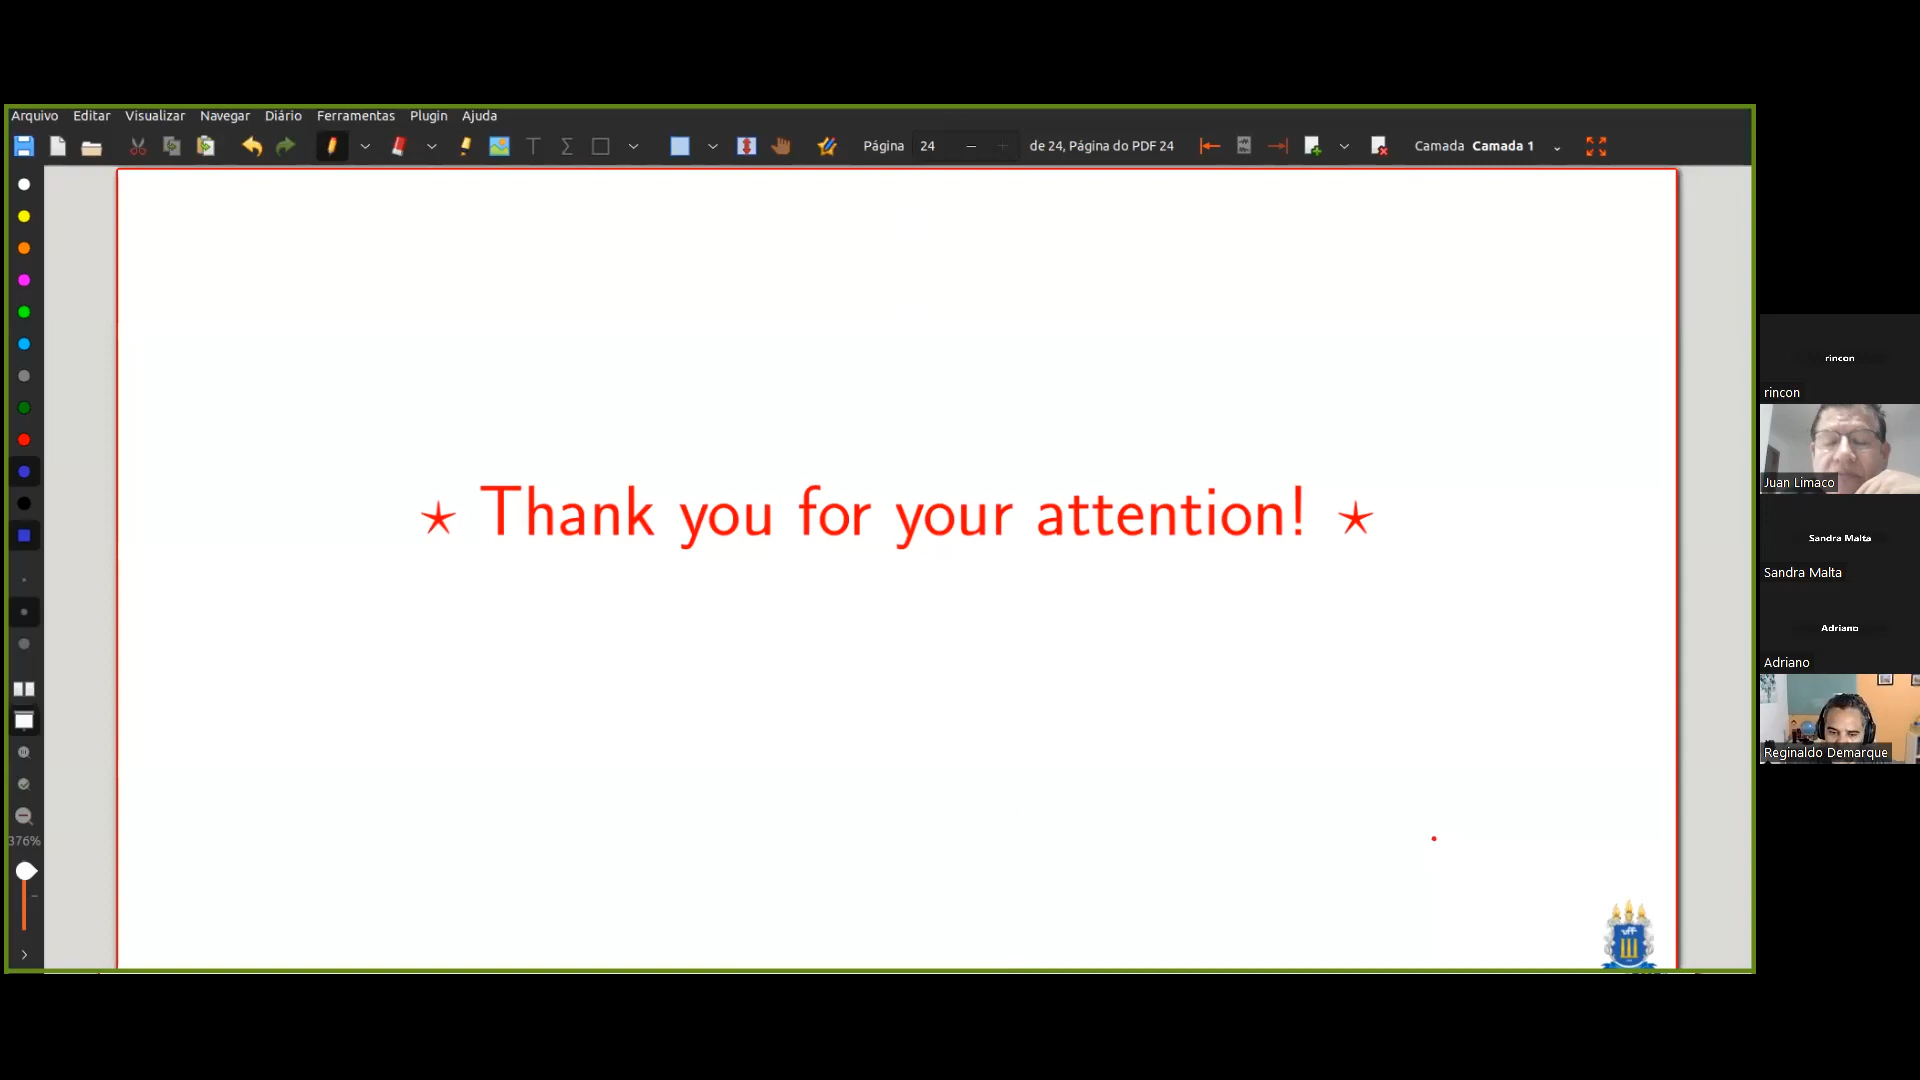 Arquivo Editar Visualizar Navegar Diário Ferramentas Plugin Ajuda
Página 24 de 24, Página do PDF 24 Camada Camada 1
⋆ Thank you for your attention! ⋆
376%
uff
rincon
rincon
Juan Limaco
Sandra Malta
Sandra Malta
Adriano
Adriano
Reginaldo Demarque